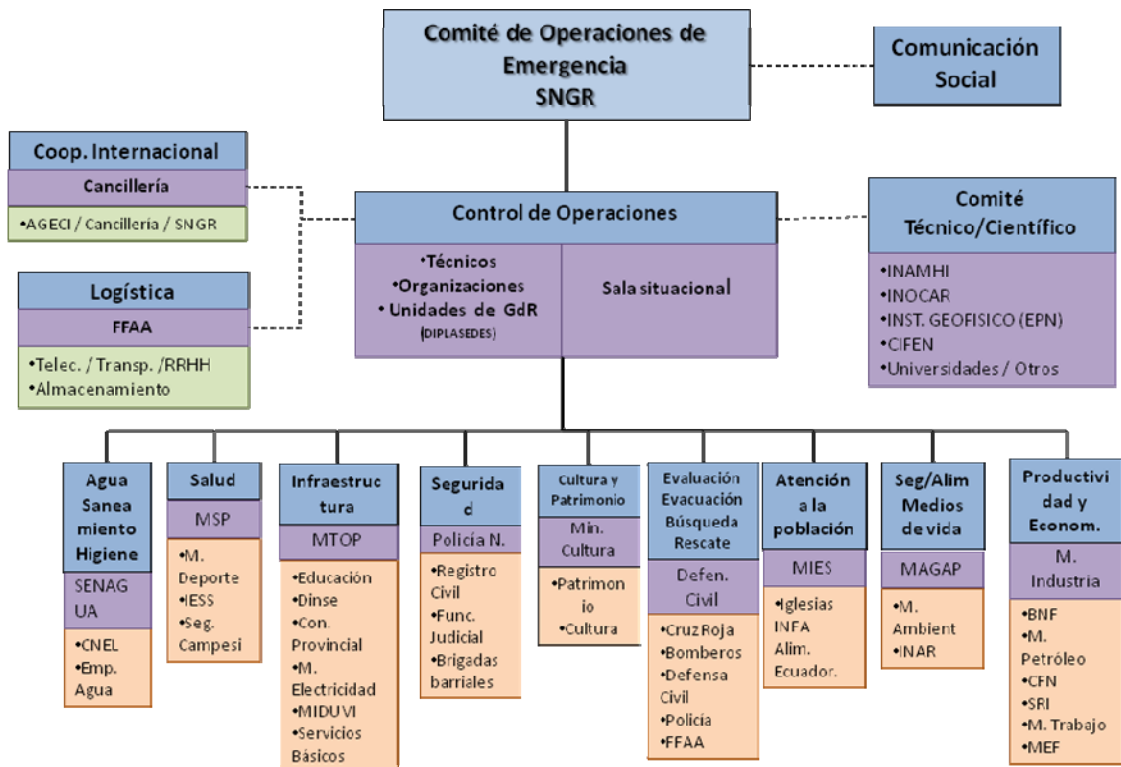 Comité de Operaciones de
Emergencia
SNGR
Comunicación
Social
Coop. Internacional
Cancillería
•AGECI / Cancillería / SNGR
Logística
FFAA
•Telec. / Transp. /RRHH
•Almacenamiento
Control de Operaciones
•Técnicos
•Organizaciones
•Unidades de GdR
(DIPLASEDES)
Sala situacional
Comité
Técnico/Científico
•INAMHI
•INOCAR
•INST. GEOFISICO (EPN)
•CIFEN
•Universidades / Otros
Agua
Sanea
miento
Higiene
SENAG
UA
•CNEL
•Emp.
Agua
Salud
MSP
•M.
Deporte
•IESS
•Seg.
Campesi
Infraestruc
tura
MTOP
•Educación
•Dinse
•Con.
Provincial
•M.
Electricidad
•MIDUVI
•Servicios
Básicos
Segurida
d
Policía N.
•Registro
Civil
•Func.
Judicial
•Brigadas
barriales
Cultura y
Patrimonio
Min.
Cultura
•Patrimon
io
•Cultura
Evaluación
Evacuación
Búsqueda
Rescate
Defen.
Civil
•Cruz Roja
•Bomberos
•Defensa
Civil
•Policía
•FFAA
Atención
a la
población
MIES
•Iglesias
INFA
Alim.
Ecuador.
Seg/Alim
Medios
de vida
MAGAP
•M.
Ambient
•INAR
Productivi
dad y
Econom.
M.
Industria
•BNF
•M.
Petróleo
•CFN
•SRI
•M. Trabajo
•MEF